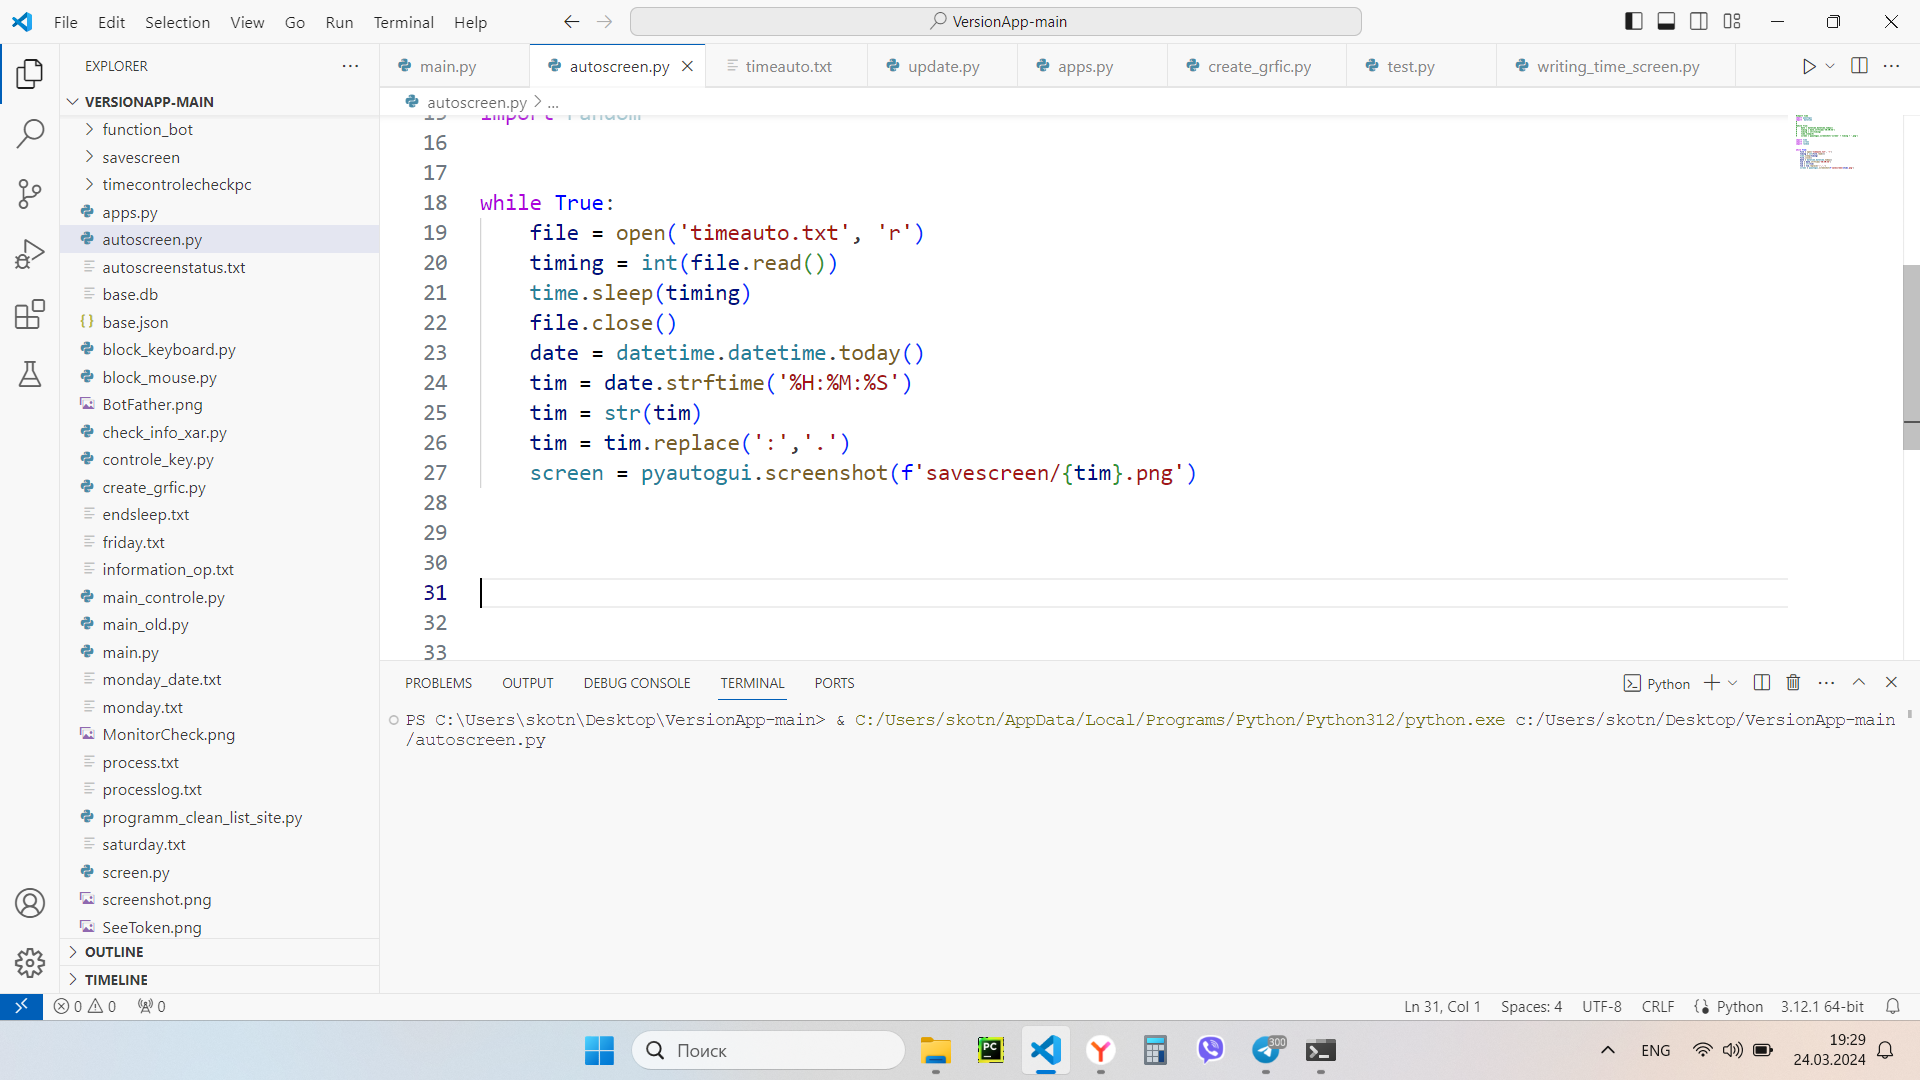 File Edit Selection View Go Run Terminal Help
VersionApp-main
EXPLORER
VERSIONAPP-MAIN
function_bot
savescreen
timecontrolecheckpc
apps.py
autoscreen.py
autoscreenstatus.txt
base.db
base.json
block_keyboard.py
block_mouse.py
BotFather.png
check_info_xar.py
controle_key.py
create_grfic.py
endsleep.txt
friday.txt
information_op.txt
main_controle.py
main_old.py
main.py
monday_date.txt
monday.txt
MonitorCheck.png
process.txt
processlog.txt
programm_clean_list_site.py
saturday.txt
screen.py
screenshot.png
SeeToken.png
OUTLINE
TIMELINE
main.py autoscreen.py timeauto.txt update.py apps.py create_grfic.py test.py writing_time_screen.py
autoscreen.py > ...
15 import random
16
17
18 while True:
19 file = open('timeauto.txt', 'r')
20 timing = int(file.read())
21 time.sleep(timing)
22 file.close()
23 date = datetime.datetime.today()
24 tim = date.strftime('%H:%M:%S')
25 tim = str(tim)
26 tim = tim.replace(':','.')
27 screen = pyautogui.screenshot(f'savescreen/{tim}.png')
28
29
30
31
32
33
PROBLEMS OUTPUT DEBUG CONSOLE TERMINAL PORTS
Python
PS C:\Users\skotn\Desktop\VersionApp-main> & C:/Users/skotn/AppData/Local/Programs/Python/Python312/python.exe c:/Users/skotn/Desktop/VersionApp-main
/autoscreen.py
0 0 0
Ln 31, Col 1 Spaces: 4 UTF-8 CRLF Python 3.12.1 64-bit
Поиск
PC
300
ENG
19:29
24.03.2024